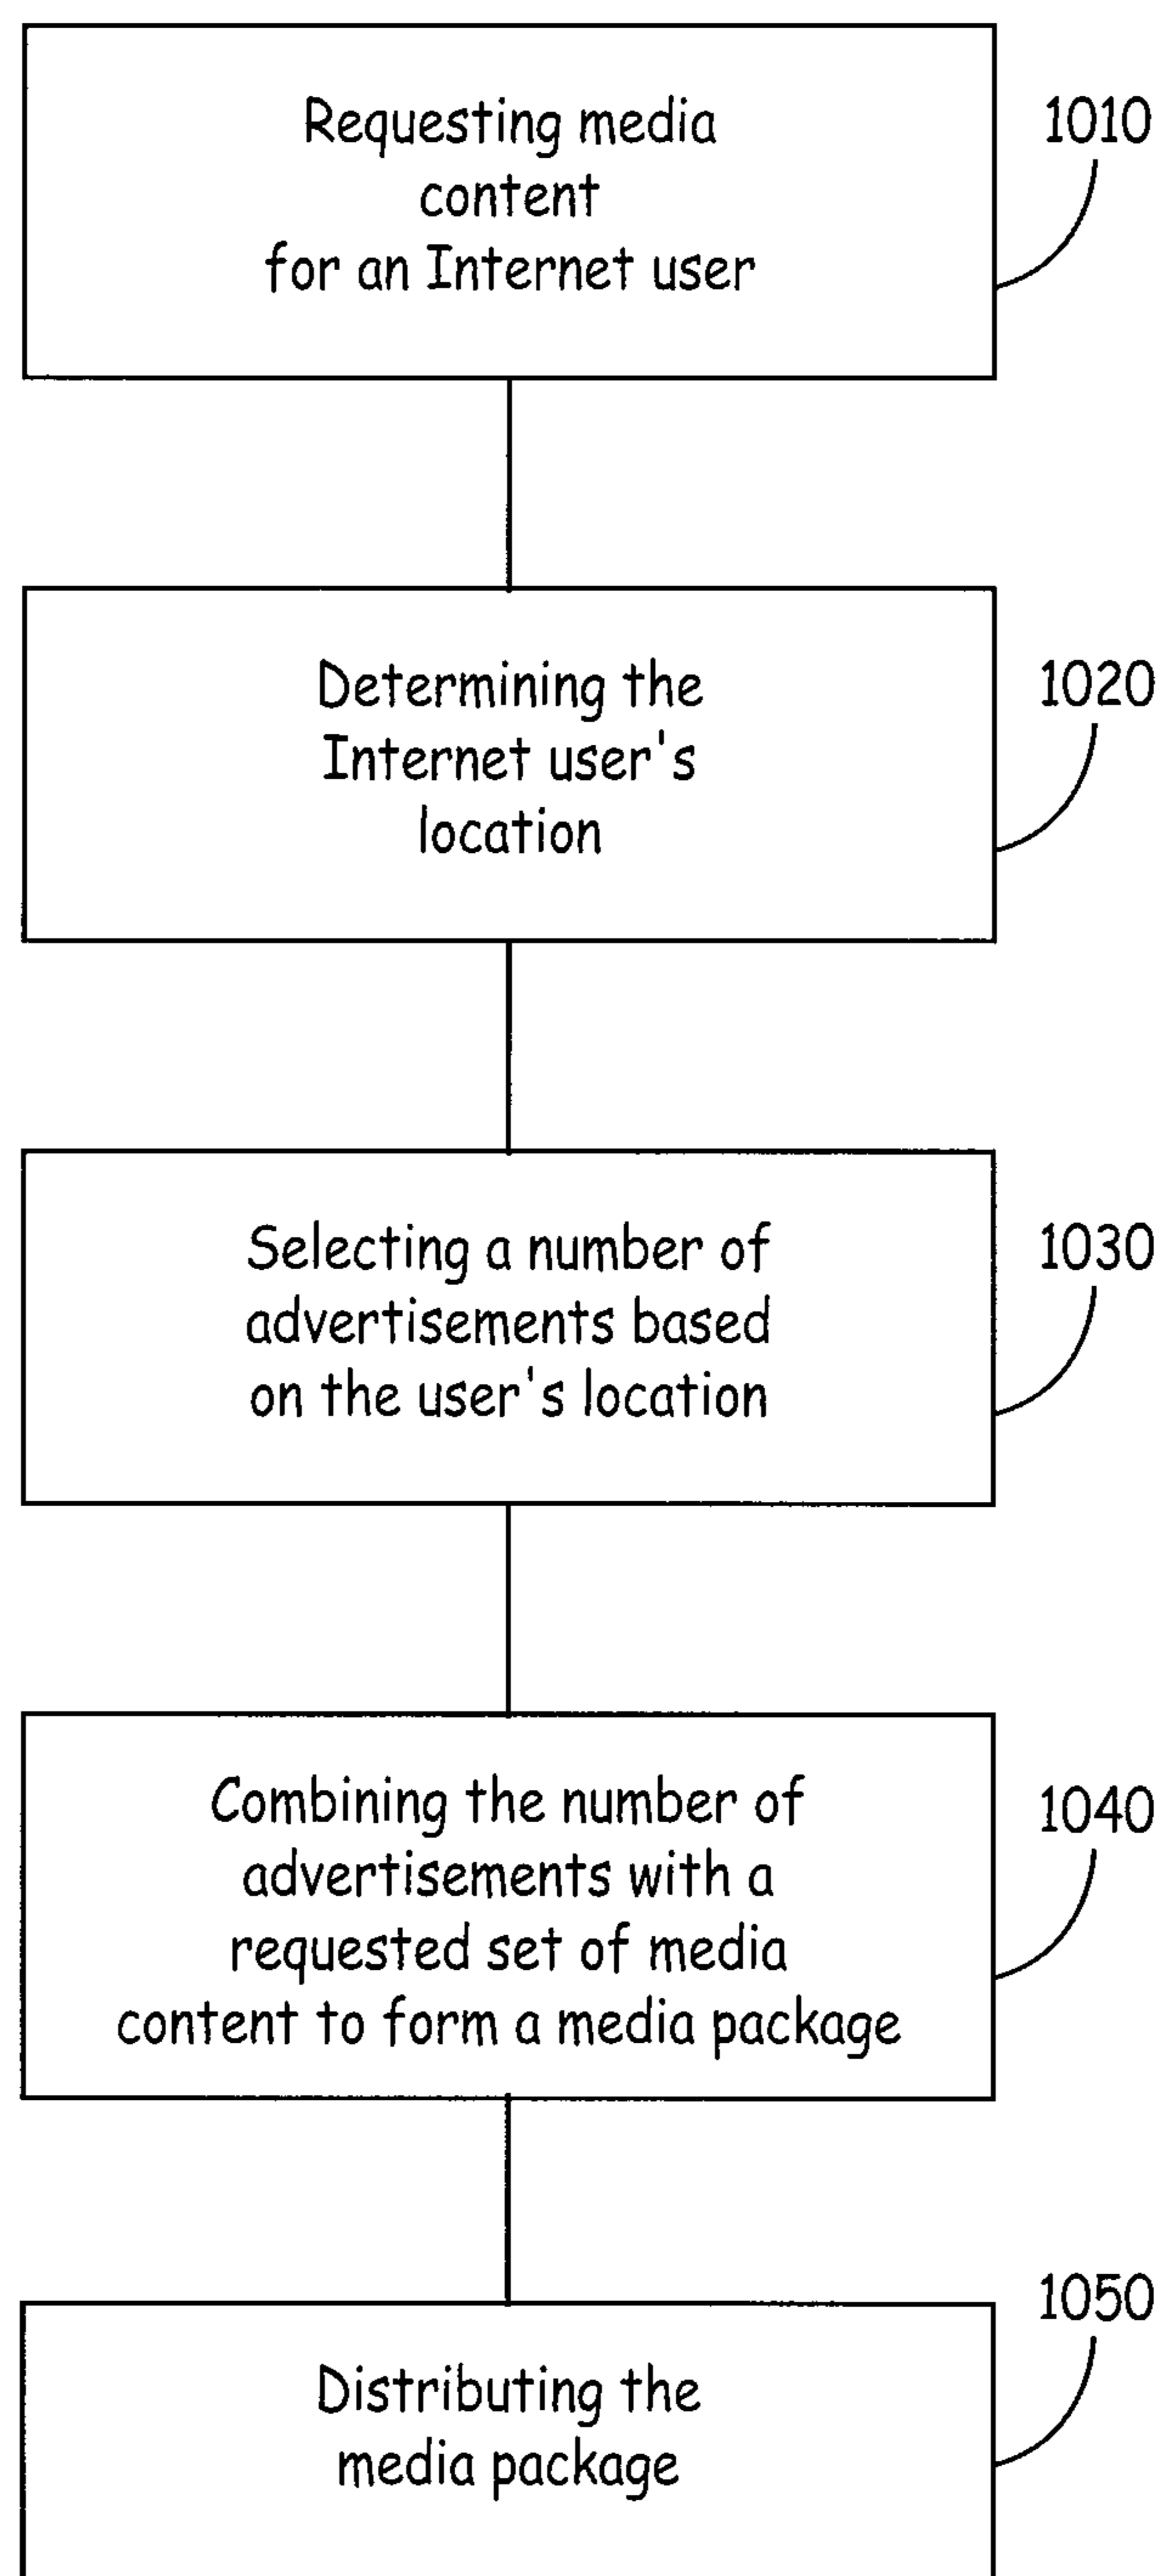 Requesting media
content
for an Internet user
1010
Determining the
Internet user's
location
1020
Selecting a number of
advertisements based
on the user's location
1030
Combining the number of
advertisements with a
requested set of media
content to form a media package
1040
Distributing the
media package
1050